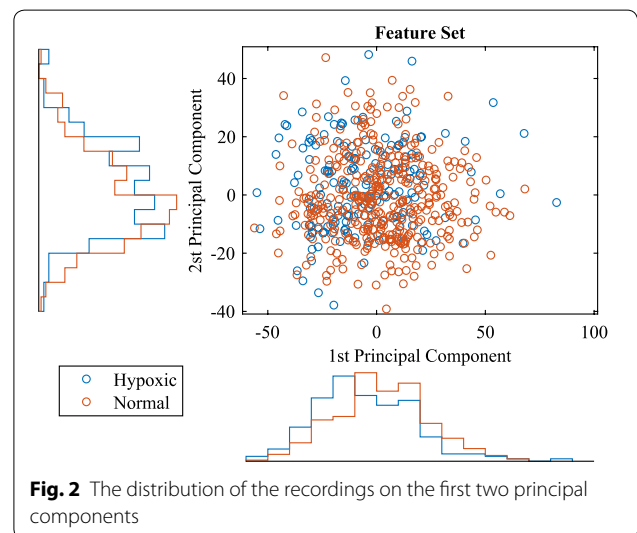 Feature Set
40
20
0
-20
-40
2st Principal Component
-50
0
50
100
1st Principal Component
Hypoxic
Normal
Fig. 2 The distribution of the recordings on the first two principal
components